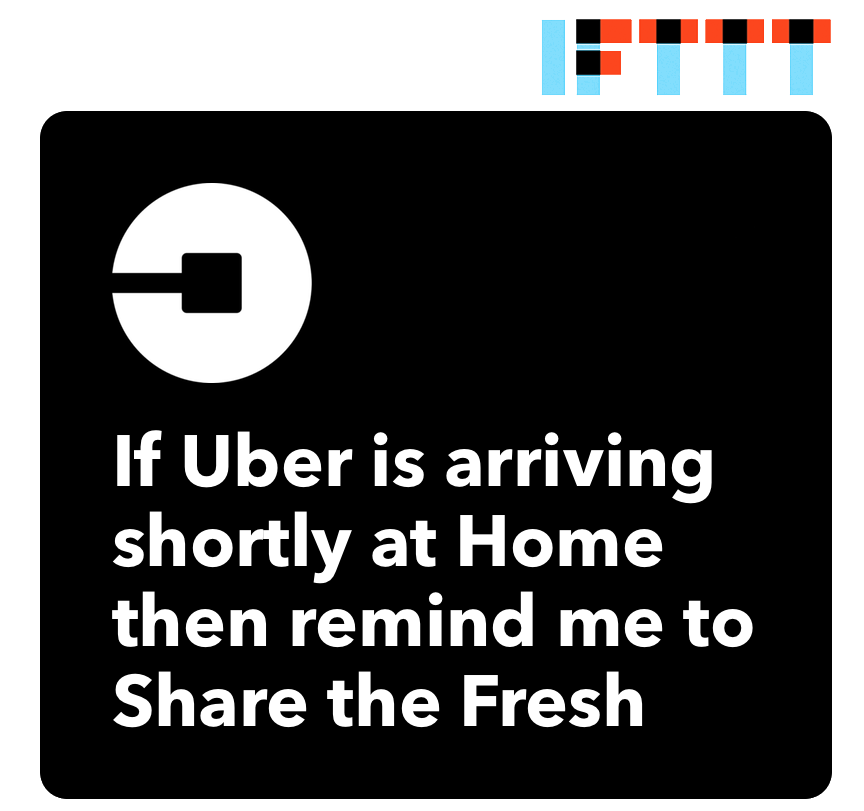 IFTTT
If Uber is arriving
shortly at Home
then remind me to
Share the Fresh